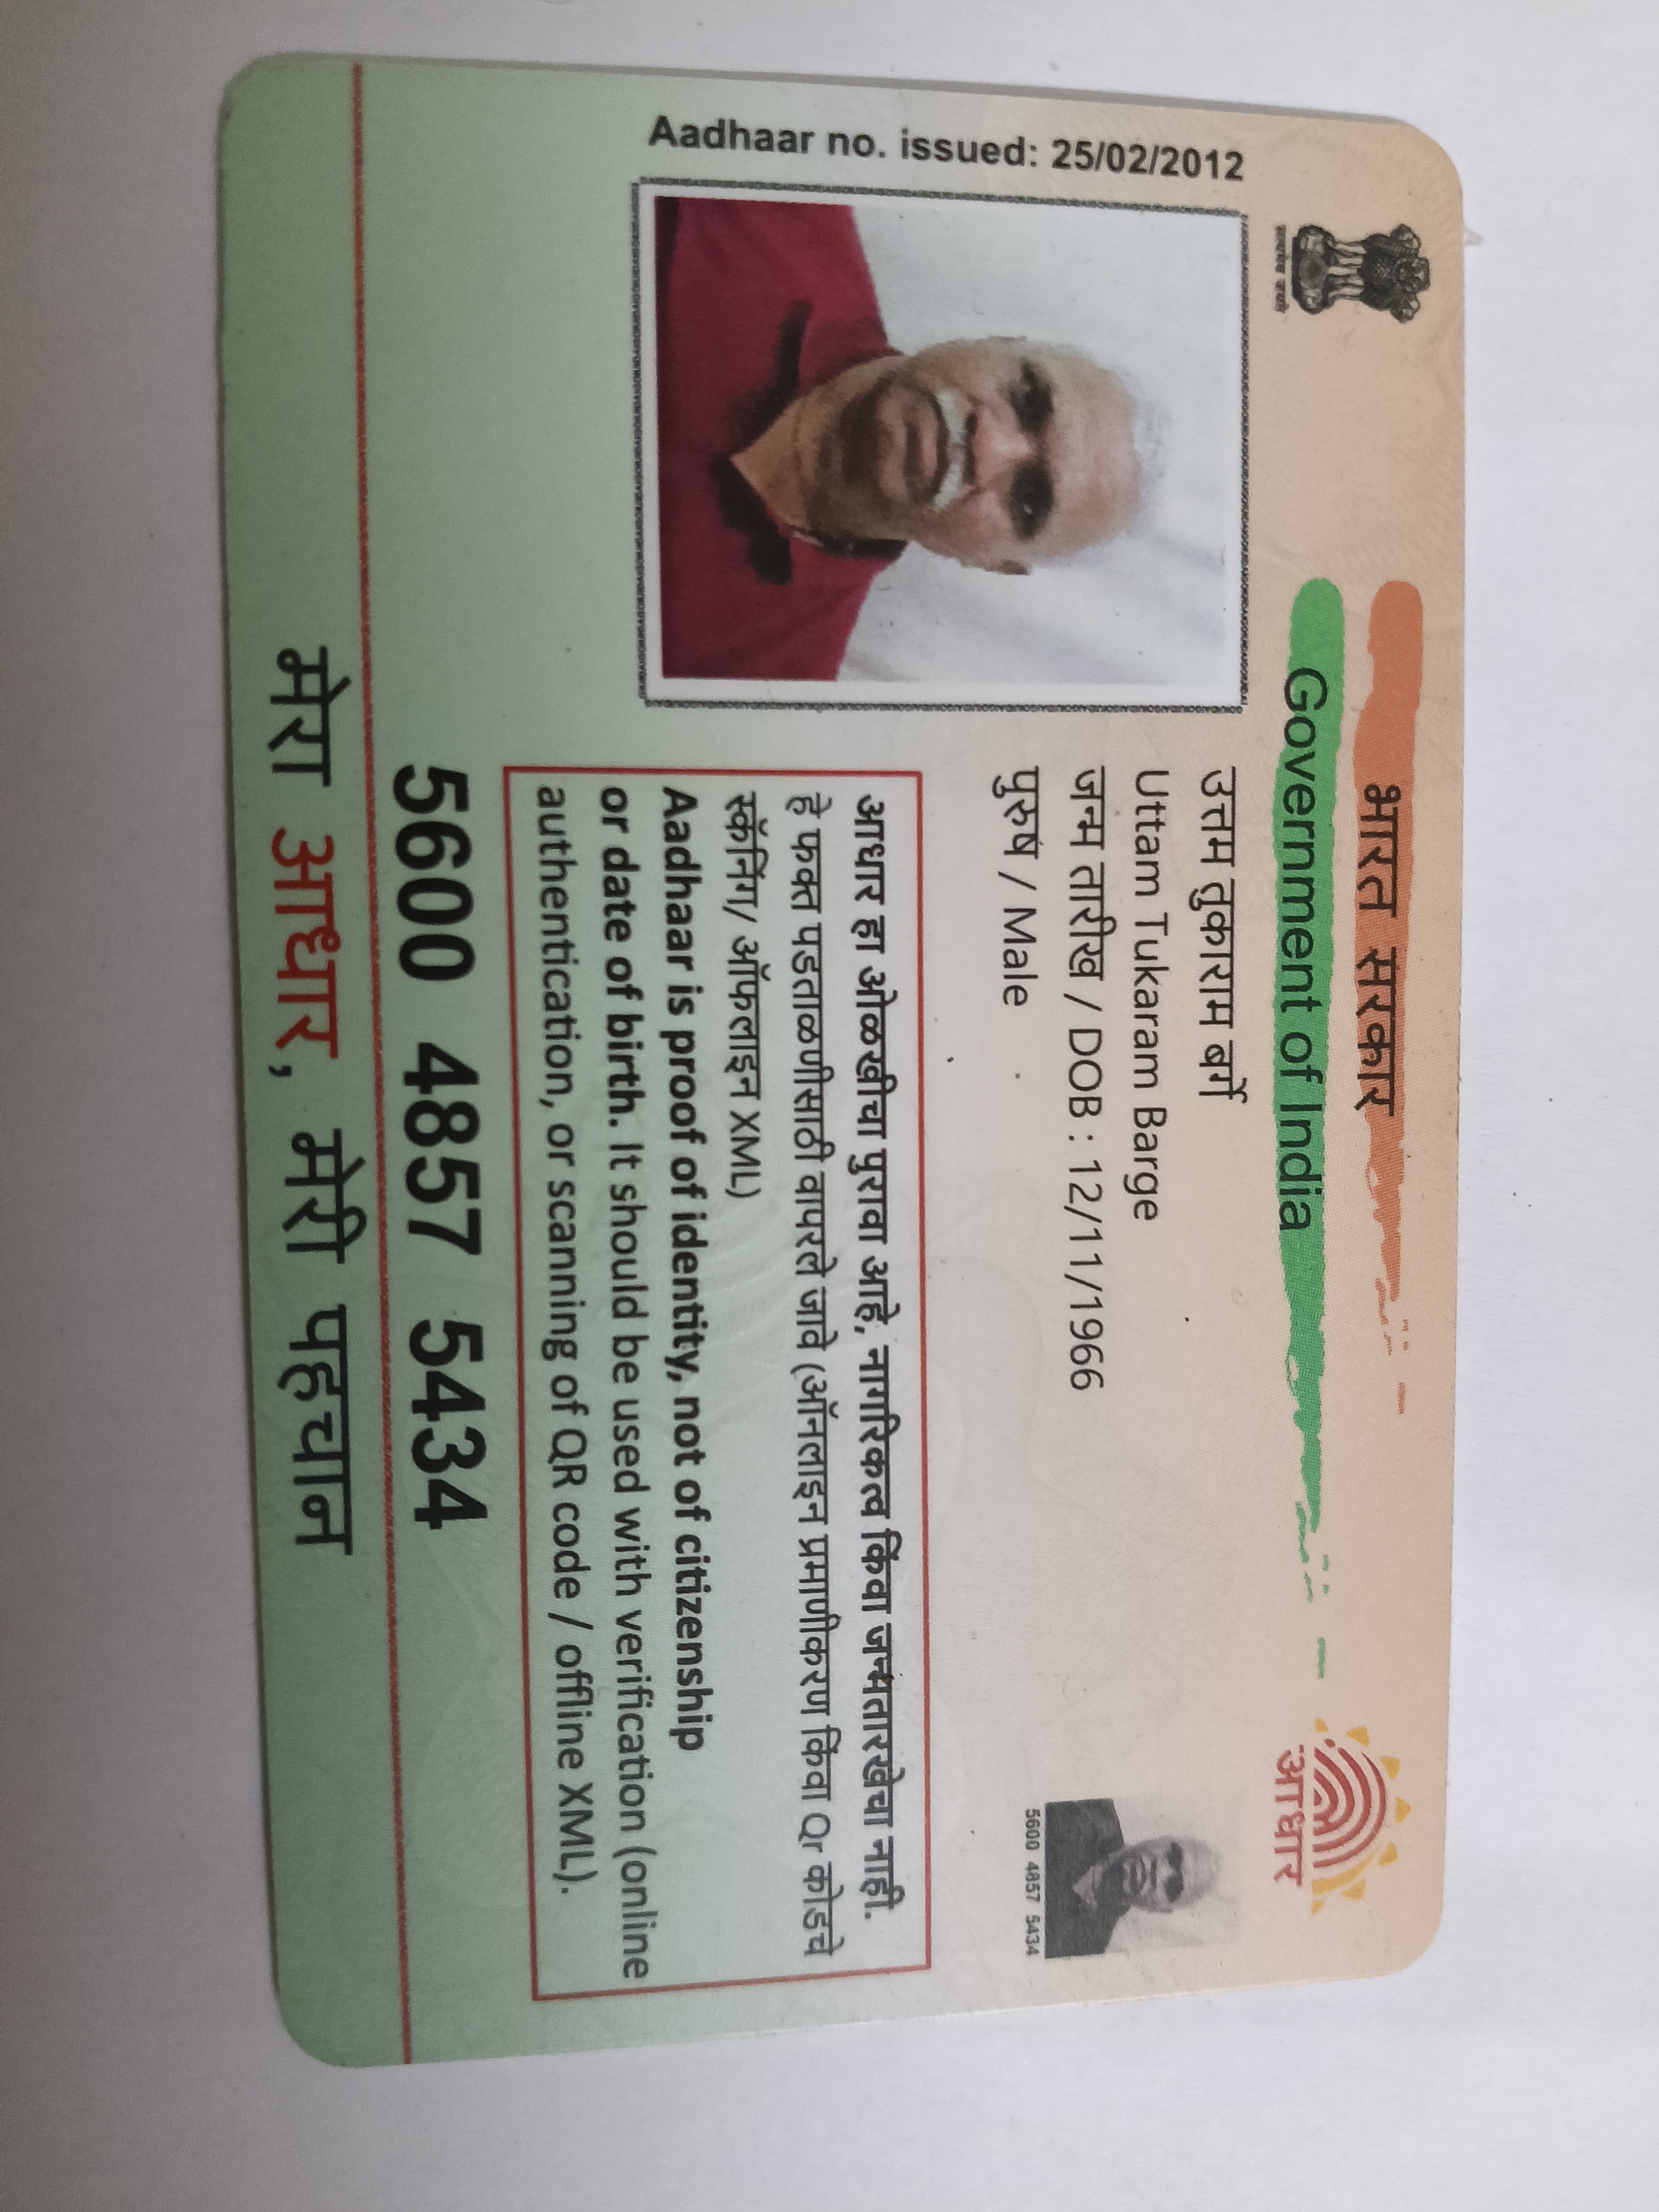 भारत सरकार
Government of India
आधार
सत्यमेव जयते
Aadhaar no. issued: 25/02/2012
उत्तम तुकाराम बर्गे
Uttam Tukaram Barge
जन्म तारीख / DOB : 12/11/1966
पुरुष / Male
5600 4857 5434
आधार हा ओळखीचा पुरावा आहे, नागरिकत्व किंवा जन्मतारखेचा नाही.
हे फक्त पडताळणीसाठी वापरले जावे (ऑनलाइन प्रमाणीकरण किंवा Qr कोडचे
स्कॅनिंग/ ऑफलाइन XML)
Aadhaar is proof of identity, not of citizenship
or date of birth. It should be used with verification (online
authentication, or scanning of QR code / offline XML).
5600 4857 5434
मेरा आधार, मेरी पहचान